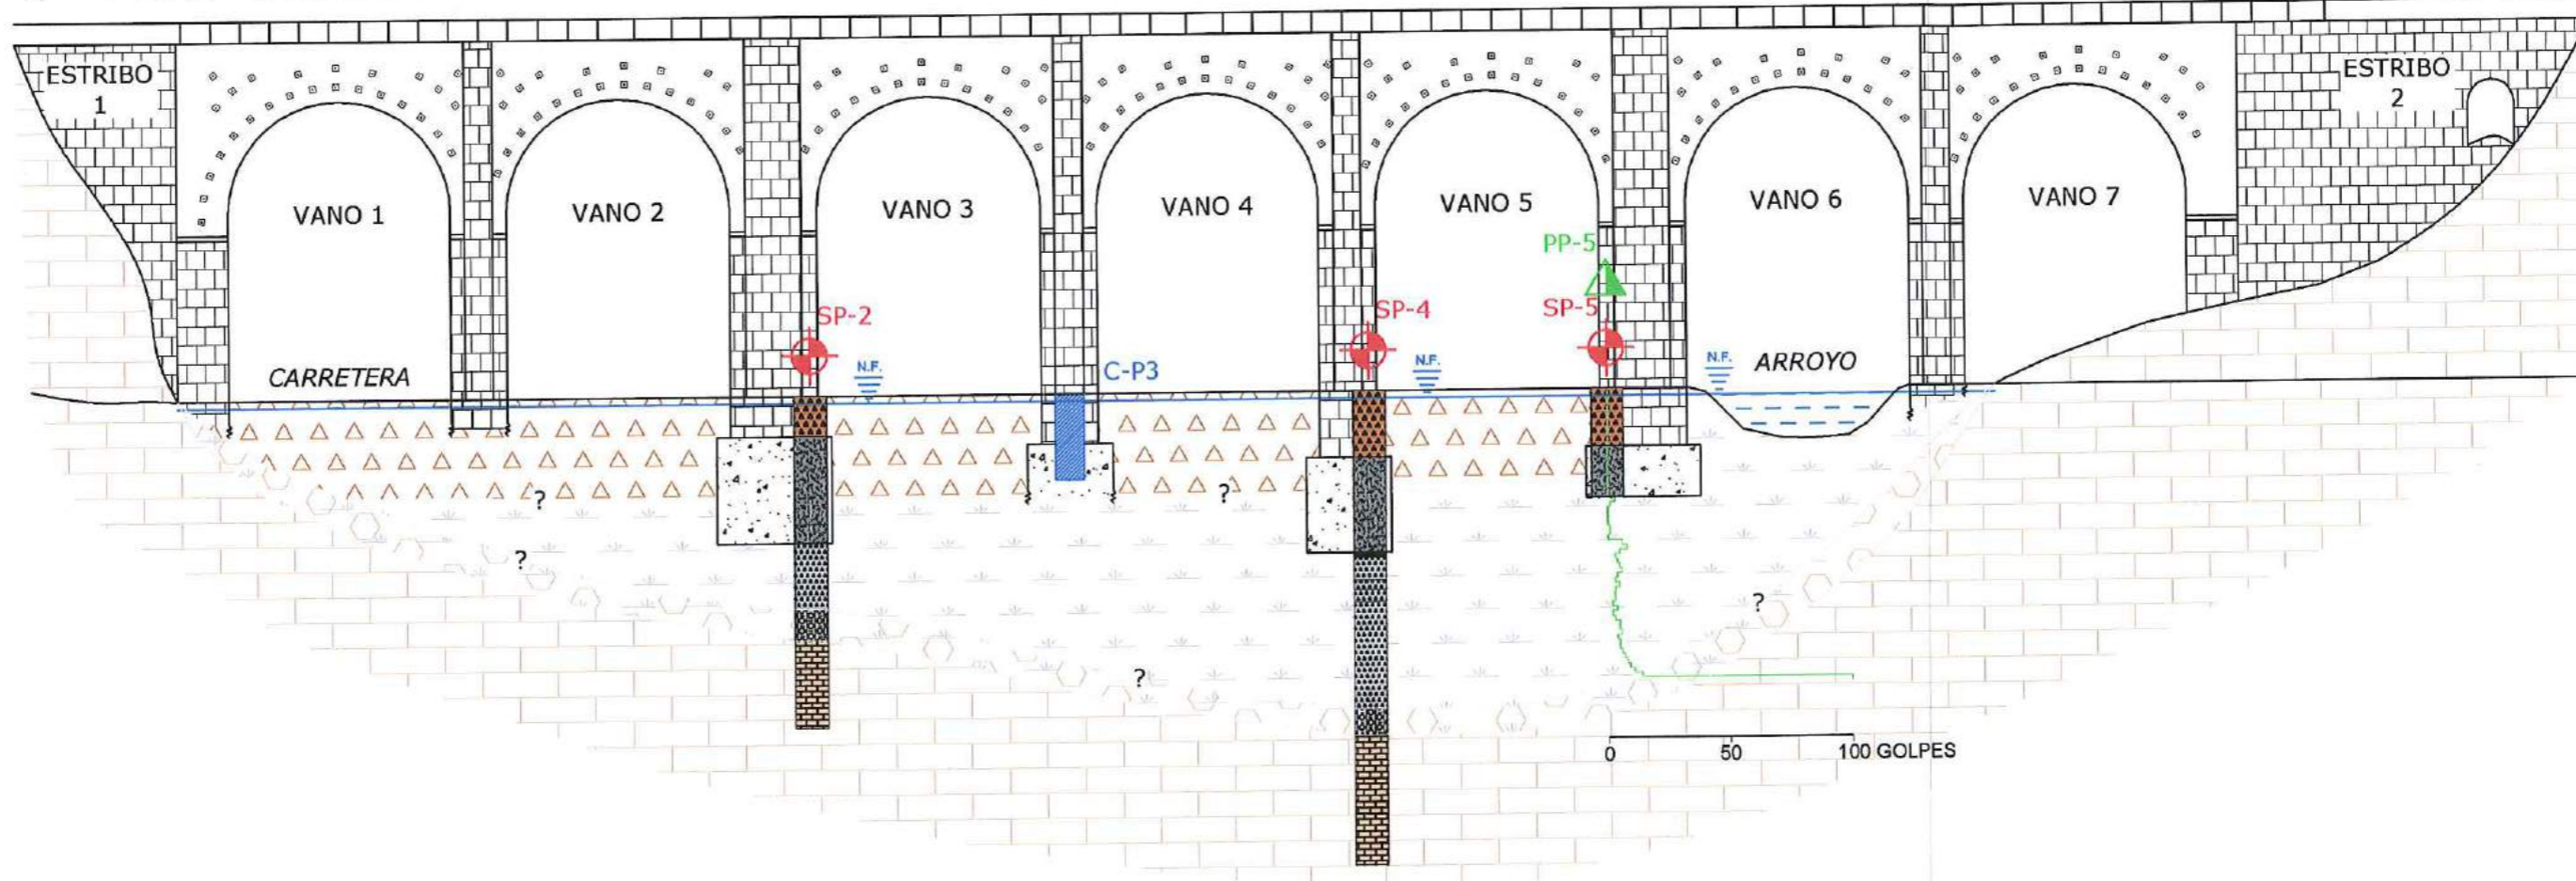 ESTRIBO
1
ESTRIBO
2
VANO 1
VANO 2
VANO 3
VANO 4
VANO 5
VANO 6
VANO 7
PP-5
SP-2
SP-4
SP-5
CARRETERA
N.F.
C-P3
N.F.
N.F.
ARROYO
?
?
?
?
?
0
50
100 GOLPES